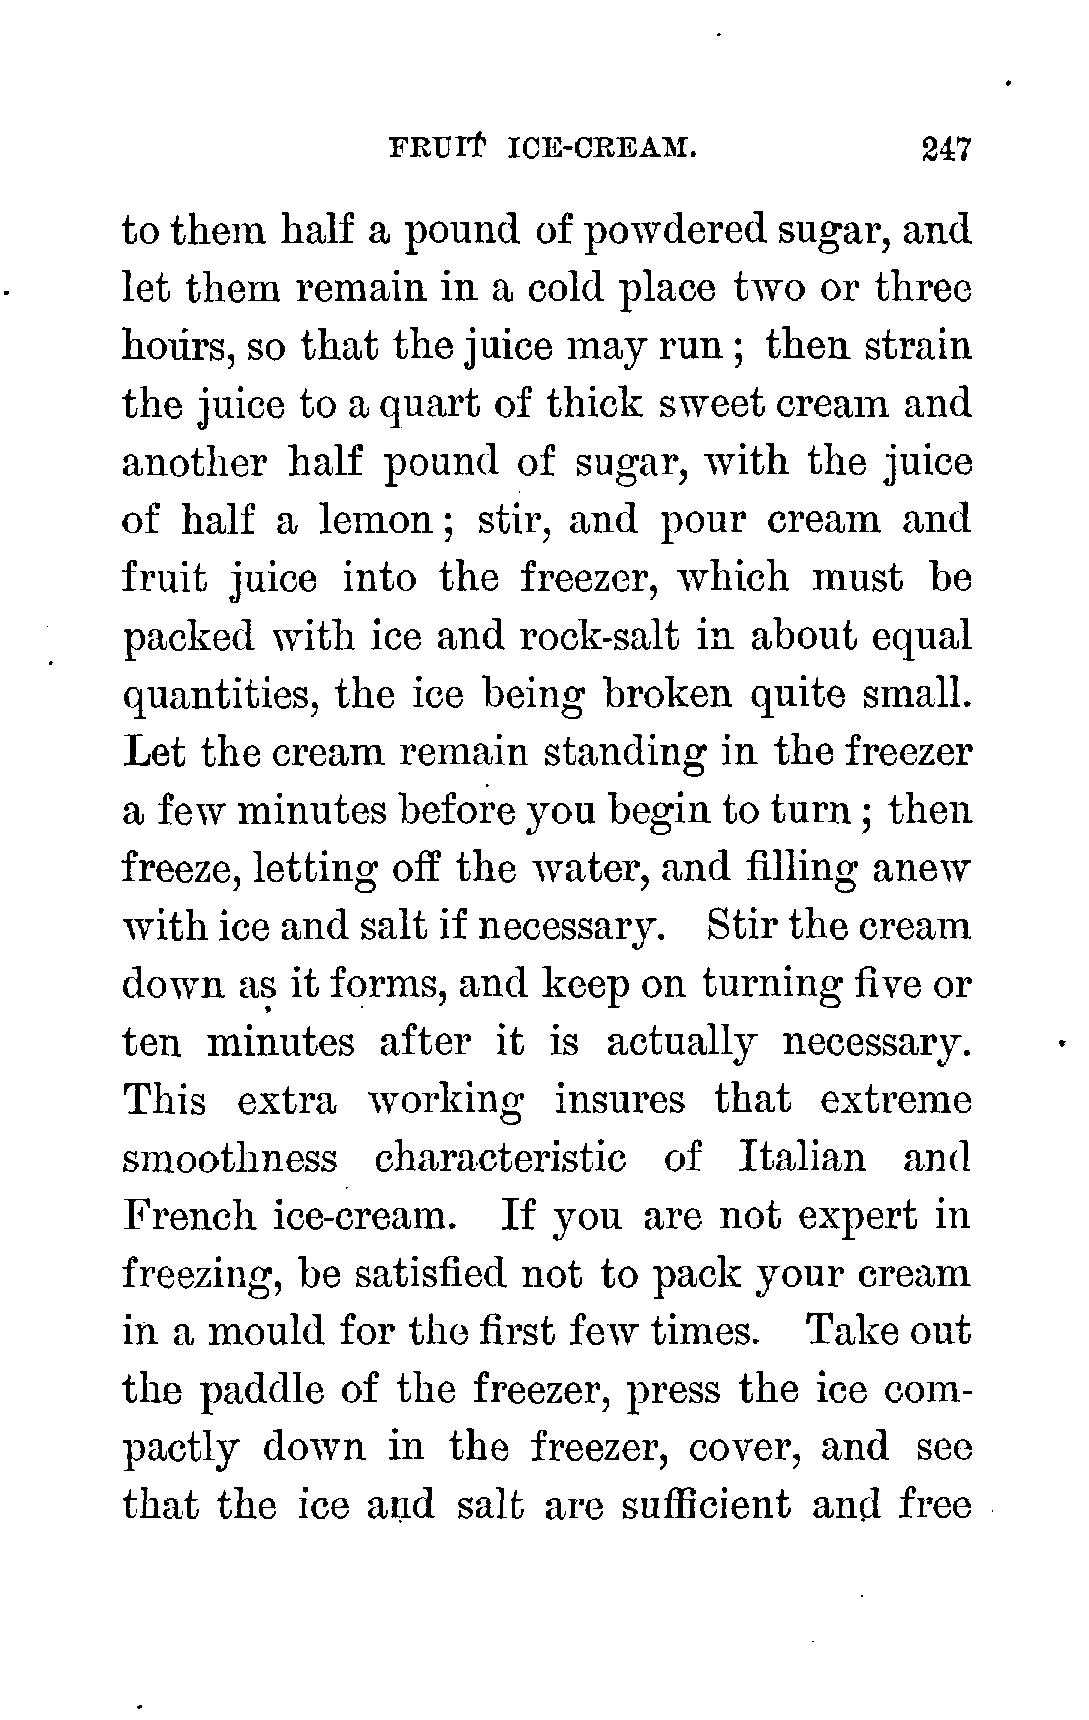 FRUIT ICE-CREAM. 247
to them half a pound of powdered sugar, and
let them remain in a cold place two or three
hours, so that the juice may run; then strain
the juice to a quart of thick sweet cream and
another half pound of sugar, with the juice
of half a lemon; stir, and pour cream and
fruit juice into the freezer, which must be
packed with ice and rock-salt in about equal
quantities, the ice being broken quite small.
Let the cream remain standing in the freezer
a few minutes before you begin to turn; then
freeze, letting off the water, and filling anew
with ice and salt if necessary. Stir the cream
down as it forms, and keep on turning five or
ten minutes after it is actually necessary.
This extra working insures that extreme
smoothness characteristic of Italian and
French ice-cream. If you are not expert in
freezing, be satisfied not to pack your cream
in a mould for the first few times. Take out
the paddle of the freezer, press the ice com-
pactly down in the freezer, cover, and see
that the ice and salt are sufficient and free